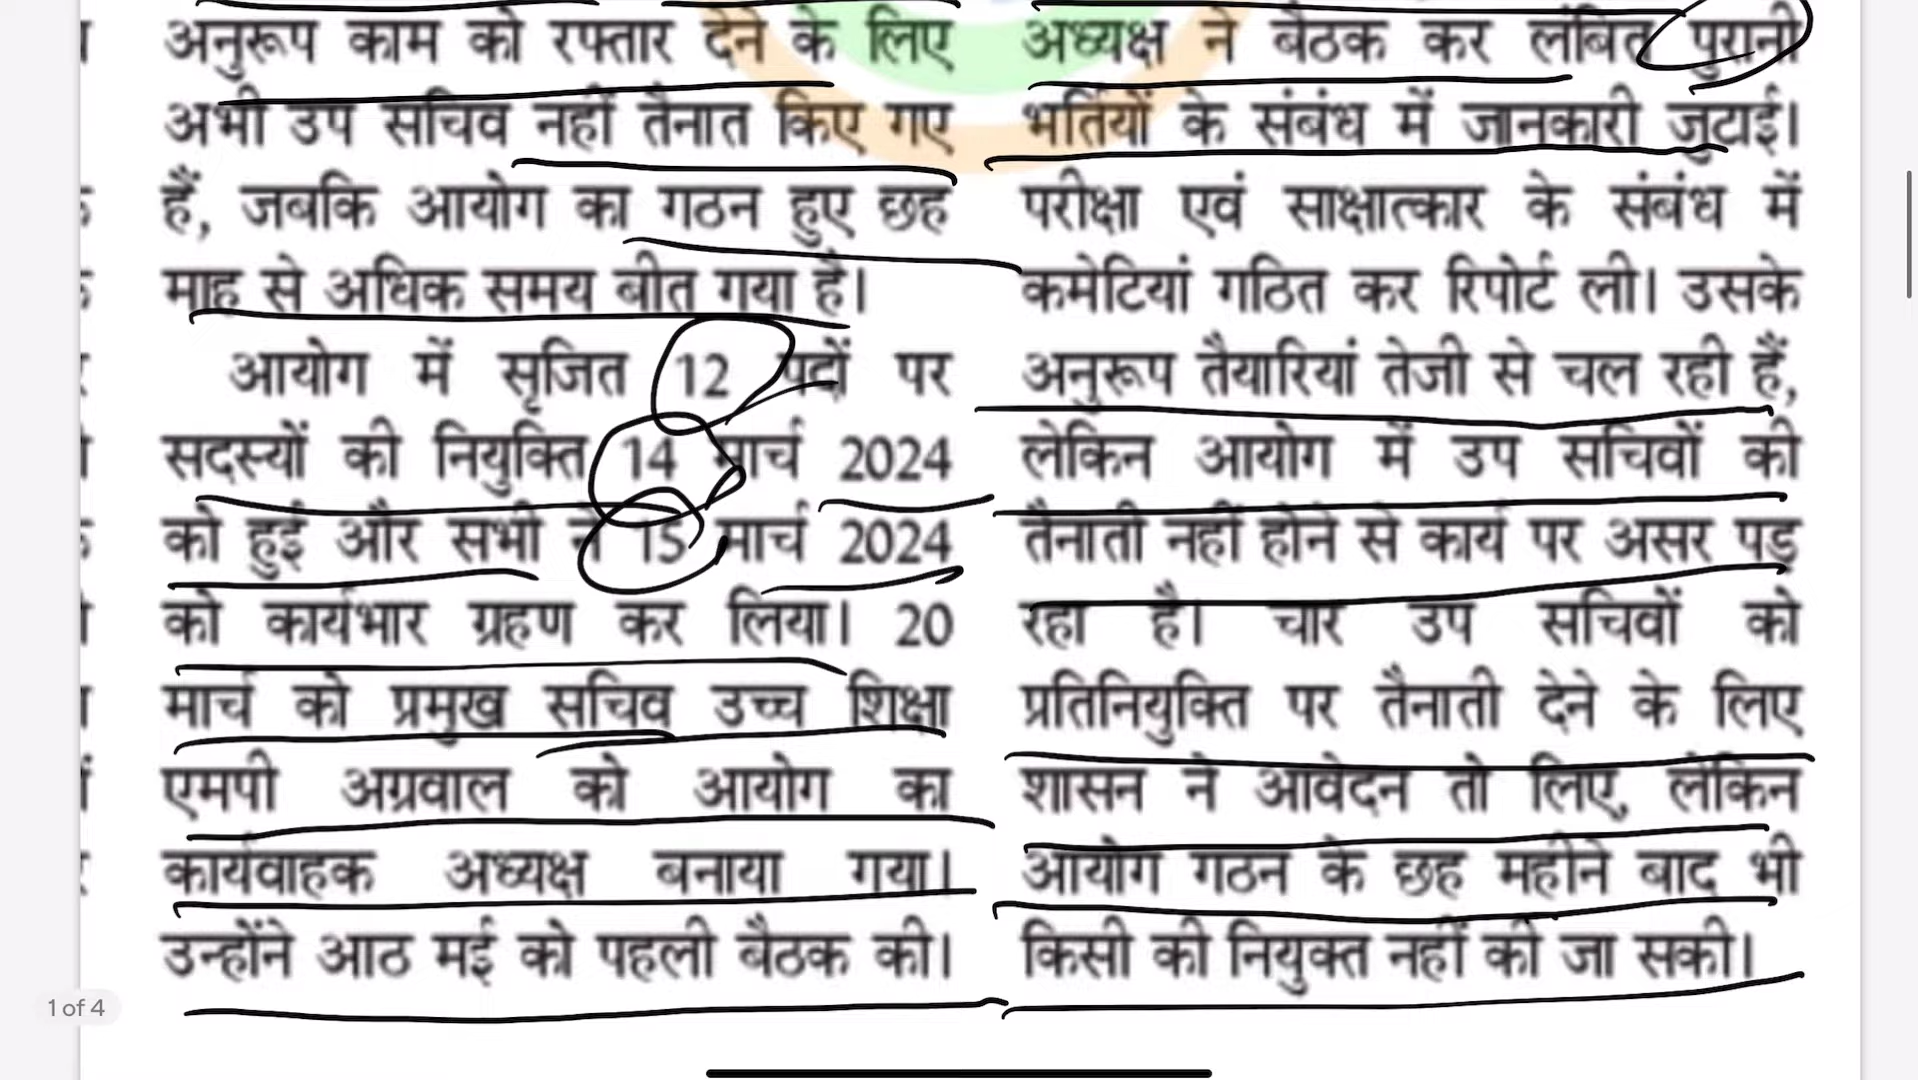 अनुरूप काम को रफ्तार देने के लिए
अभी उप सचिव नहीं तैनात किए गए
हैं, जबकि आयोग का गठन हुए छह
माह से अधिक समय बीत गया है।
आयोग में सृजित 12 पदों पर
सदस्यों की नियुक्ति 14 मार्च 2024
को हुई और सभी ने 15 मार्च 2024
को कार्यभार ग्रहण कर लिया। 20
मार्च को प्रमुख सचिव उच्च शिक्षा
एमपी अग्रवाल को आयोग का
कार्यवाहक अध्यक्ष बनाया गया।
उन्होंने आठ मई को पहली बैठक की।
अध्यक्ष ने बैठक कर लंबित पुरानी
भर्तियों के संबंध में जानकारी जुटाई।
परीक्षा एवं साक्षात्कार के संबंध में
कमेटियां गठित कर रिपोर्ट ली। उसके
अनुरूप तैयारियां तेजी से चल रही हैं,
लेकिन आयोग में उप सचिवों की
तैनाती नहीं होने से कार्य पर असर पड़
रहा है। चार उप सचिवों को
प्रतिनियुक्ति पर तैनाती देने के लिए
शासन ने आवेदन तो लिए, लेकिन
आयोग गठन के छह महीने बाद भी
किसी की नियुक्त नहीं की जा सकी।
1 of 4